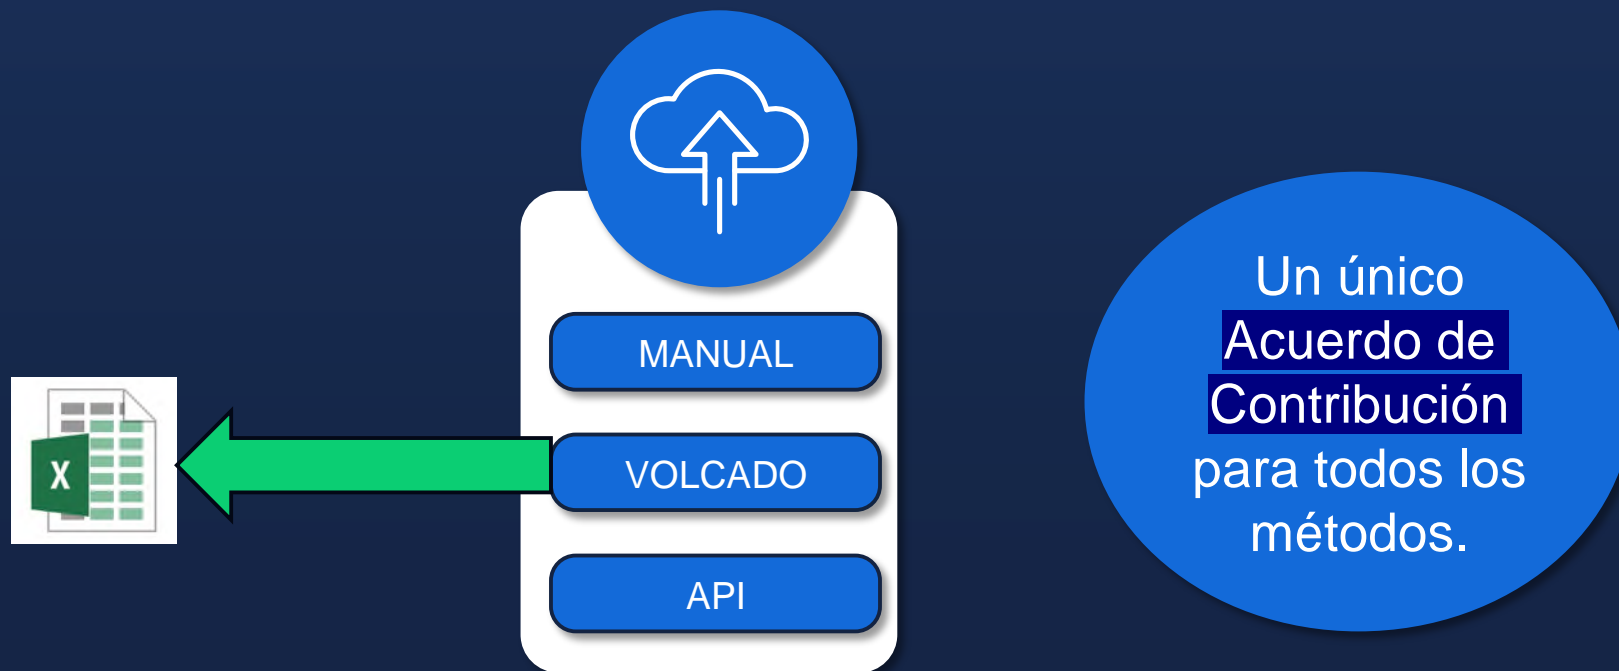 MANUAL
X
VOLCADO
API
Un único
Acuerdo de
Contribución
para todos los
métodos.